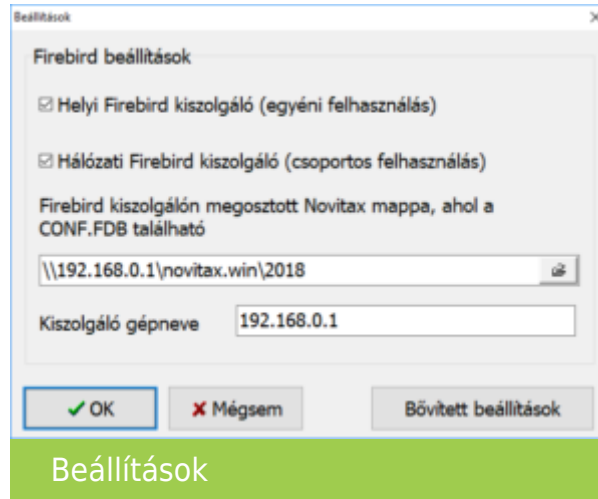 Beállítások
Firebird beállítások
Helyi Firebird kiszolgáló (egyéni felhasználás)
Hálózati Firebird kiszolgáló (csoportos felhasználás)
Firebird kiszolgálón megosztott Novitax mappa, ahol a
CONF.FDB található
\\192.168.0.1\novitax.win\2018
Kiszolgáló gépneve 192.168.0.1
OK Mégsem Bővített beállítások
Beállítások